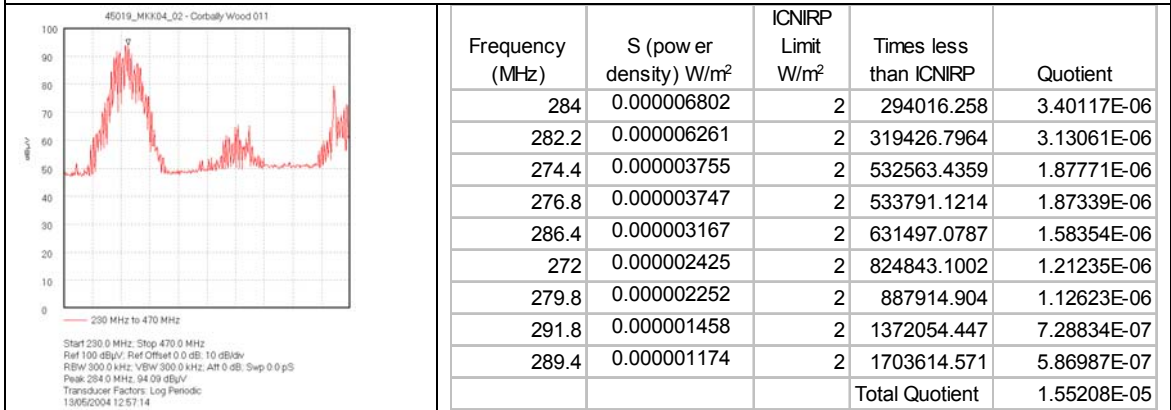 45019_MKK04_02 - Corbally Wood 011
100
90
80
70
60
50
40
30
20
10
0
dBµV
230 MHz to 470 MHz
Start 230.0 MHz; Stop 470.0 MHz
Ref 100 dBµV; Ref Offset 0.0 dB; 10 dB/div
RBW 300.0 kHz; VBW 300.0 kHz; Att 0 dB; Swp 0.0 pS
Peak 284.0 MHz, 94.09 dBµV
Transducer Factors: Log Periodic
13/05/2004 12:57:14
Frequency (MHz) S (pow er density) W/m² ICNIRP Limit W/m² Times less than ICNIRP Quotient
284 0.000006802 2 294016.258 3.40117E-06
282.2 0.000006261 2 319426.7964 3.13061E-06
274.4 0.000003755 2 532563.4359 1.87771E-06
276.8 0.000003747 2 533791.1214 1.87339E-06
286.4 0.000003167 2 631497.0787 1.58354E-06
272 0.000002425 2 824843.1002 1.21235E-06
279.8 0.000002252 2 887914.904 1.12623E-06
291.8 0.000001458 2 1372054.447 7.28834E-07
289.4 0.000001174 2 1703614.571 5.86987E-07
Total Quotient 1.55208E-05